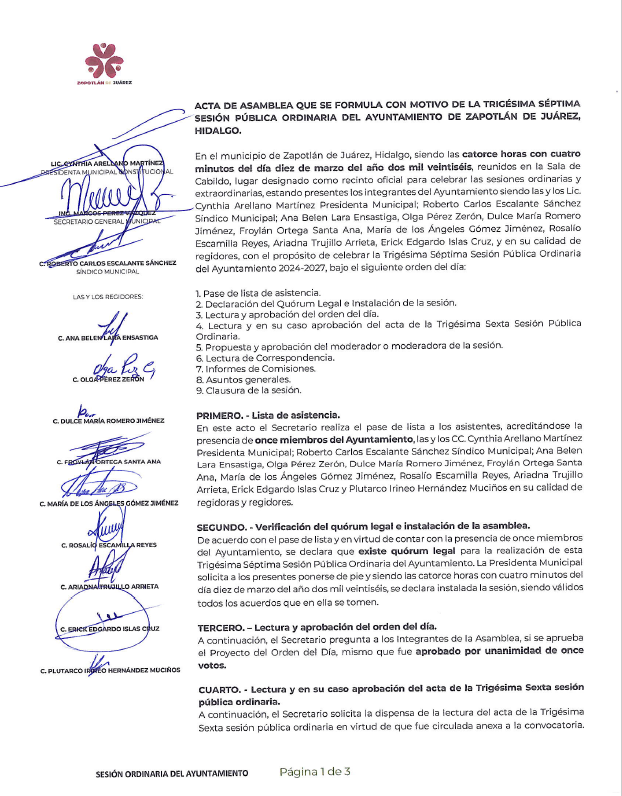 ZAPOTLÁN DE JUÁREZ
ACTA DE ASAMBLEA QUE SE FORMULA CON MOTIVO DE LA TRIGÉSIMA SÉPTIMA
SESIÓN PÚBLICA ORDINARIA DEL AYUNTAMIENTO DE ZAPOTLÁN DE JUÁREZ,
HIDALGO.
En el municipio de Zapotlán de Juárez, Hidalgo, siendo las catorce horas con cuatro
minutos del día diez de marzo del año dos mil veintiséis, reunidos en la Sala de
Cabildo, lugar designado como recinto oficial para celebrar las sesiones ordinarias y
extraordinarias, estando presentes los integrantes del Ayuntamiento siendo las y los Lic.
Cynthia Arellano Martínez Presidenta Municipal; Roberto Carlos Escalante Sánchez
Síndico Municipal; Ana Belen Lara Ensastiga, Olga Pérez Zerón, Dulce María Romero
Jiménez, Froylán Ortega Santa Ana, María de los Ángeles Gómez Jiménez, Rosalío
Escamilla Reyes, Ariadna Trujillo Arrieta, Erick Edgardo Islas Cruz, y en su calidad de
regidores, con el propósito de celebrar la Trigésima Séptima Sesión Pública Ordinaria
del Ayuntamiento 2024-2027, bajo el siguiente orden del día:
1. Pase de lista de asistencia.
2. Declaración del Quórum Legal e Instalación de la sesión.
3. Lectura y aprobación del orden del día.
4. Lectura y en su caso aprobación del acta de la Trigésima Sexta Sesión Pública
Ordinaria.
5. Propuesta y aprobación del moderador o moderadora de la sesión.
6. Lectura de Correspondencia.
7. Informes de Comisiones.
8. Asuntos generales.
9. Clausura de la sesión.
PRIMERO. - Lista de asistencia.
En este acto el Secretario realiza el pase de lista a los asistentes, acreditándose la
presencia de once miembros del Ayuntamiento, las y los CC. Cynthia Arellano Martínez
Presidenta Municipal; Roberto Carlos Escalante Sánchez Síndico Municipal; Ana Belen
Lara Ensastiga, Olga Pérez Zerón, Dulce María Romero Jiménez, Froylán Ortega Santa
Ana, María de los Ángeles Gómez Jiménez, Rosalío Escamilla Reyes, Ariadna Trujillo
Arrieta, Erick Edgardo Islas Cruz y Plutarco Irineo Hernández Muciños en su calidad de
regidoras y regidores.
SEGUNDO. - Verificación del quórum legal e instalación de la asamblea.
De acuerdo con el pase de lista y en virtud de contar con la presencia de once miembros
del Ayuntamiento, se declara que existe quórum legal para la realización de esta
Trigésima Séptima Sesión Pública Ordinaria del Ayuntamiento. La Presidenta Municipal
solicita a los presentes ponerse de pie y siendo las catorce horas con cuatro minutos del
día diez de marzo del año dos mil veintiséis, se declara instalada la sesión, siendo válidos
todos los acuerdos que en ella se tomen.
TERCERO. – Lectura y aprobación del orden del día.
A continuación, el Secretario pregunta a los Integrantes de la Asamblea, si se aprueba
el Proyecto del Orden del Día, mismo que fue aprobado por unanimidad de once
votos.
CUARTO. - Lectura y en su caso aprobación del acta de la Trigésima Sexta sesión
pública ordinaria.
A continuación, el Secretario solicita la dispensa de la lectura del acta de la Trigésima
Sexta sesión pública ordinaria en virtud de que fue circulada anexa a la convocatoria.
LIC. CYNTHIA ARELLANO MARTÍNEZ
PRESIDENTA MUNICIPAL CONSTITUCIONAL
ING. MARCOS PEREZ VAZQUEZ
SECRETARIO GENERAL MUNICIPAL
C. ROBERTO CARLOS ESCALANTE SÁNCHEZ
SÍNDICO MUNICIPAL
LAS Y LOS REGIDORES:
C. ANA BELEN LARA ENSASTIGA
C. OLGA PÉREZ ZERÓN
C. DULCE MARÍA ROMERO JIMÉNEZ
C. FROYLÁN ORTEGA SANTA ANA
C. MARÍA DE LOS ÁNGELES GÓMEZ JIMÉNEZ
C. ROSALÍO ESCAMILLA REYES
C. ARIADNA TRUJILLO ARRIETA
C. ERICK EDGARDO ISLAS CRUZ
C. PLUTARCO IRINEO HERNÁNDEZ MUCIÑOS
SESIÓN ORDINARIA DEL AYUNTAMIENTO
Página 1 de 3